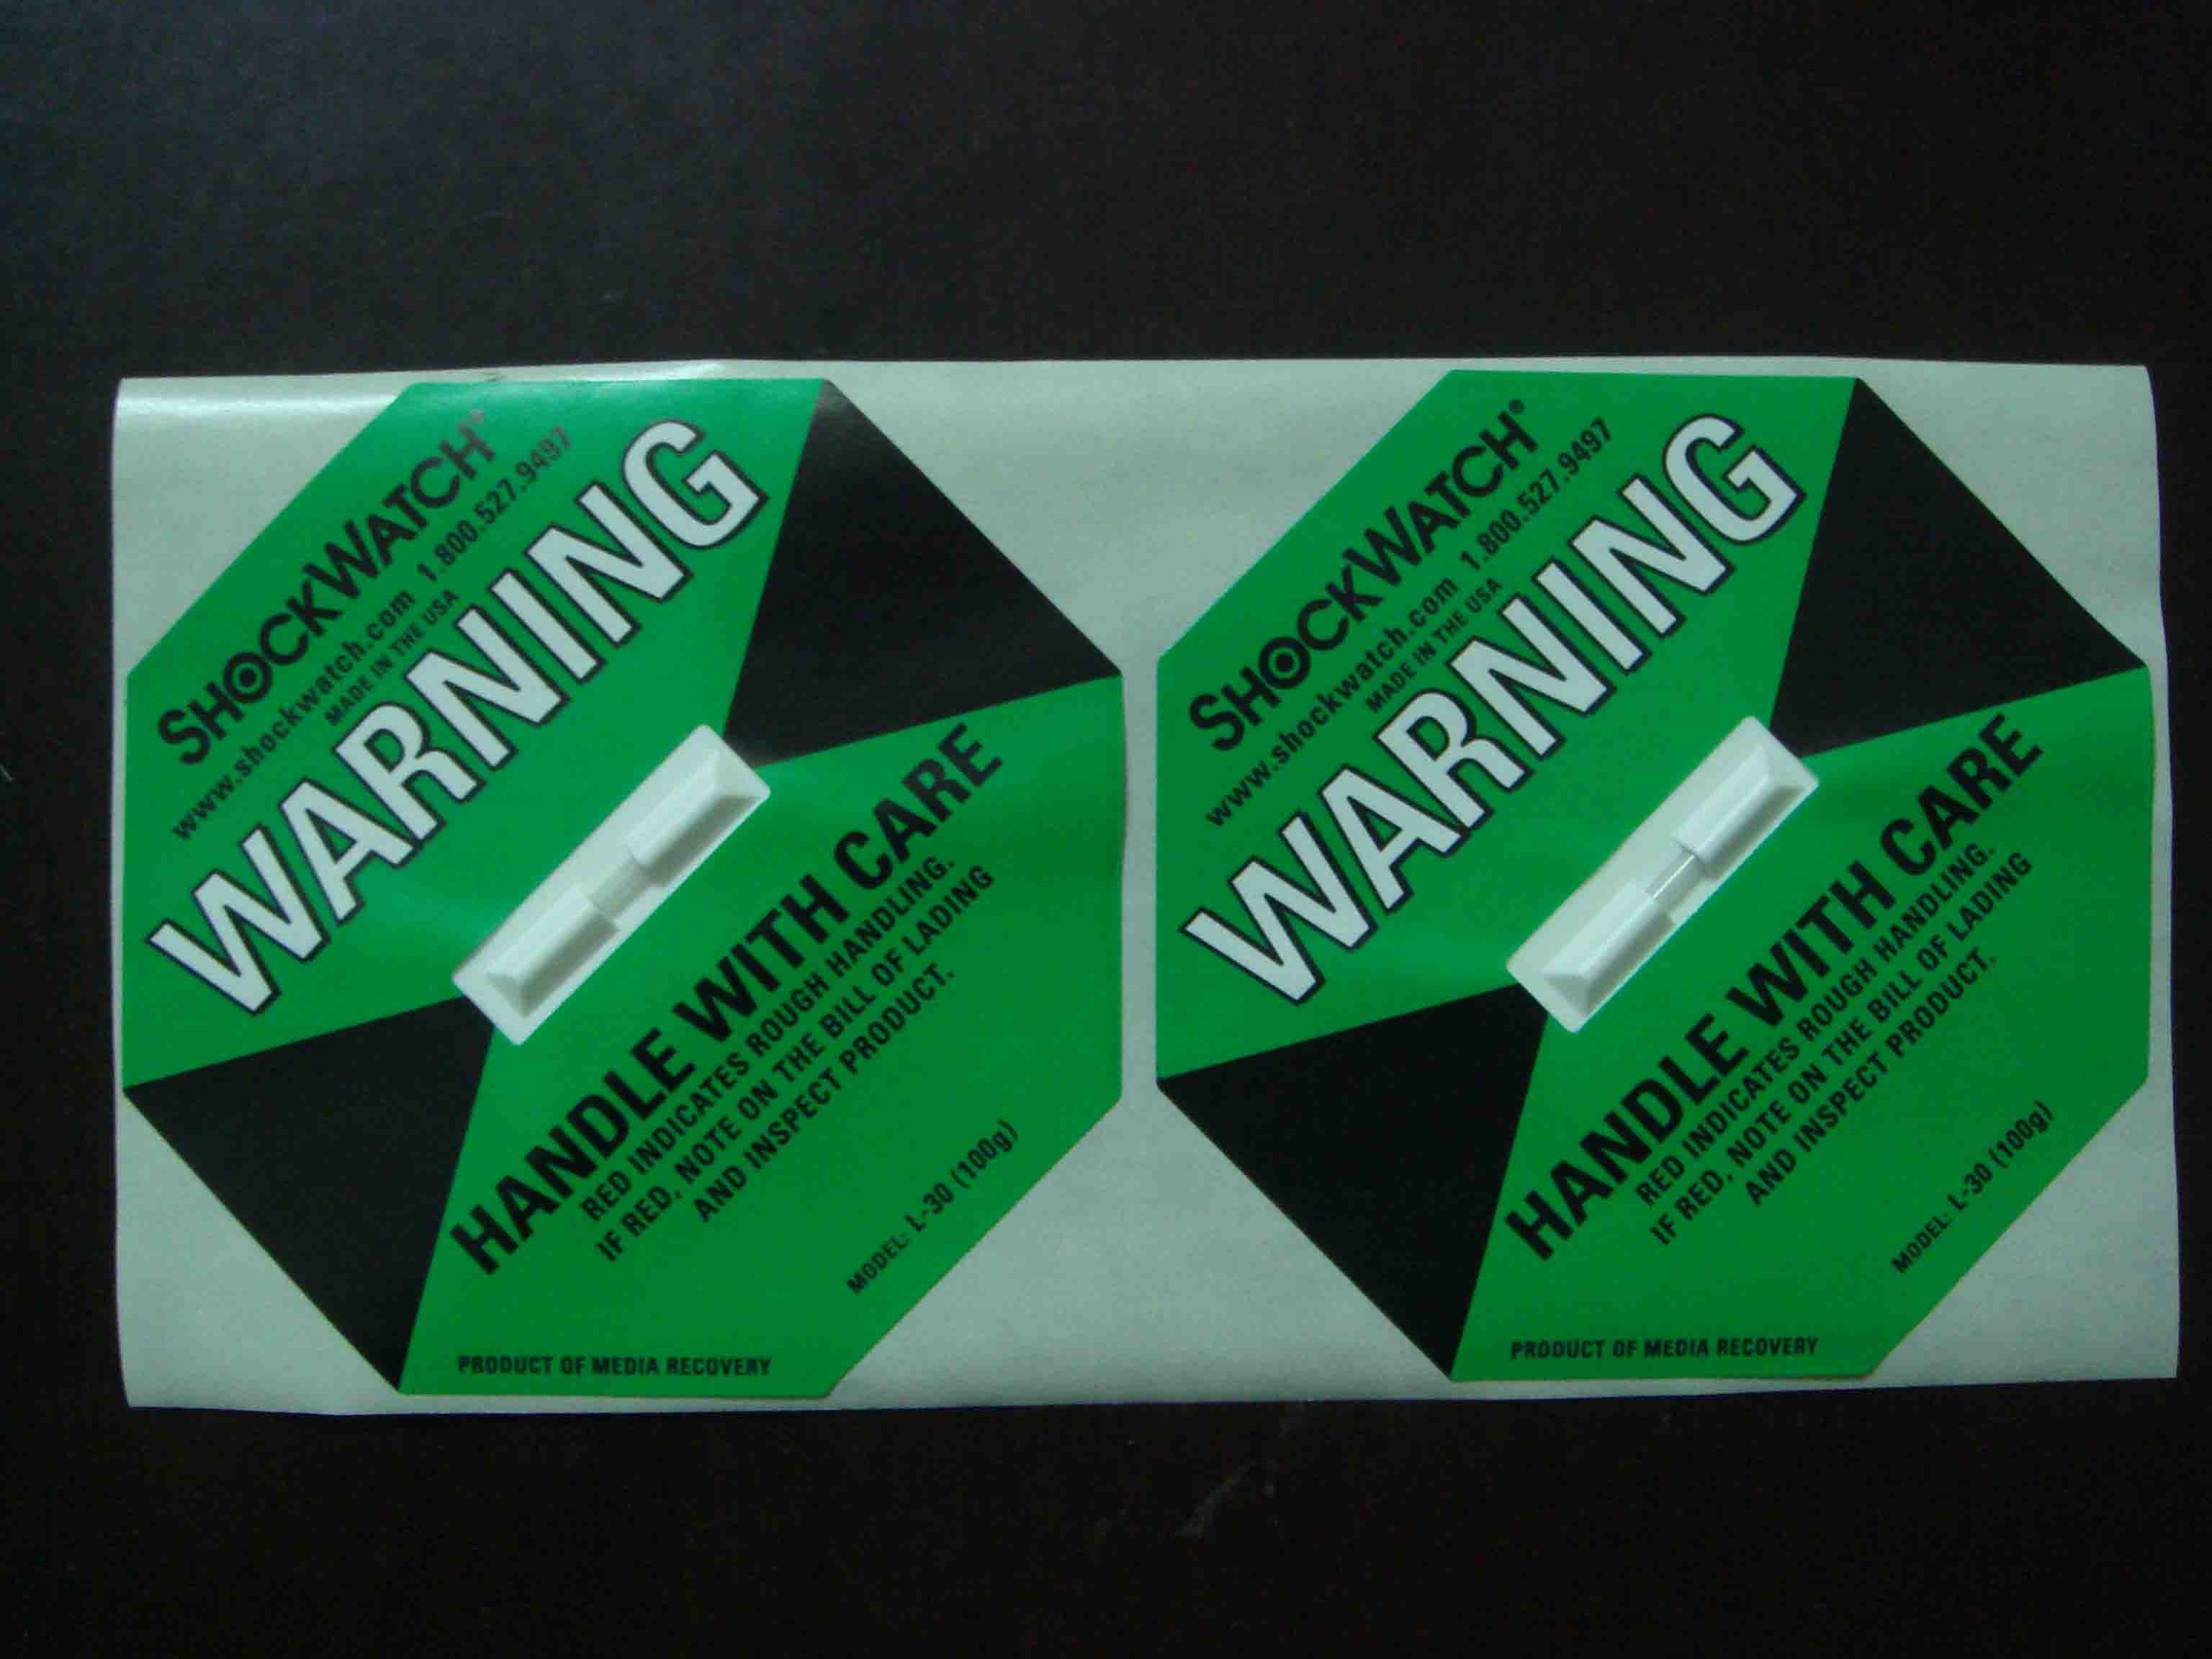 SHOCKWATCH®
www.shockwatch.com 1.800.527.9497
MADE IN THE USA
WARNING
HANDLE WITH CARE
RED INDICATES ROUGH HANDLING.
IF RED, NOTE ON THE BILL OF LADING
AND INSPECT PRODUCT.
MODEL: L-30 (100g)
PRODUCT OF MEDIA RECOVERY
SHOCKWATCH®
www.shockwatch.com 1.800.527.9497
MADE IN THE USA
WARNING
HANDLE WITH CARE
RED INDICATES ROUGH HANDLING.
IF RED, NOTE ON THE BILL OF LADING
AND INSPECT PRODUCT.
MODEL: L-30 (100g)
PRODUCT OF MEDIA RECOVERY